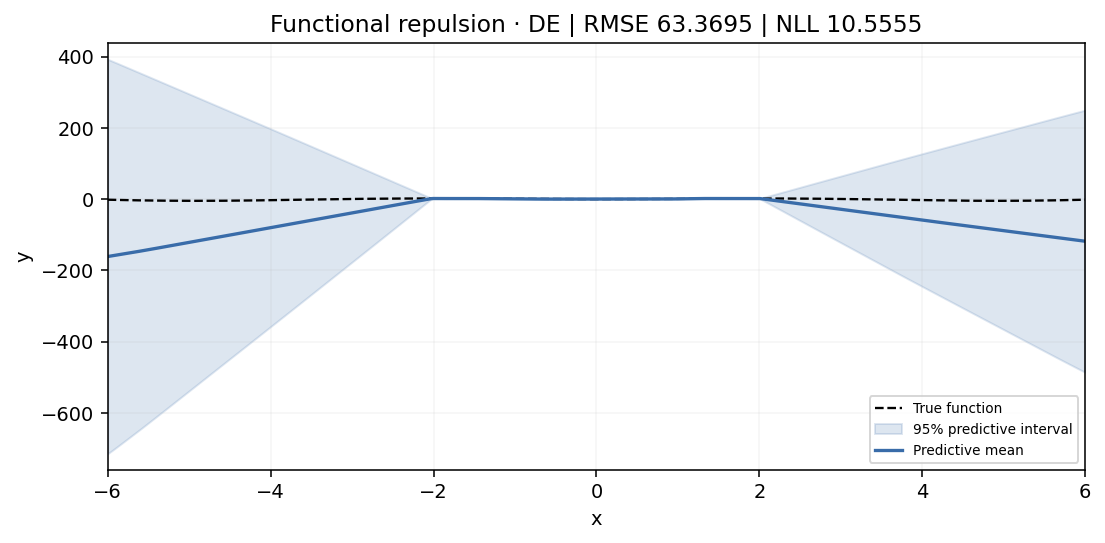 Functional repulsion · DE | RMSE 63.3695 | NLL 10.5555
400
200
0
−200
−400
−600
y
−6
−4
−2
0
2
4
6
x
True function
95% predictive interval
Predictive mean